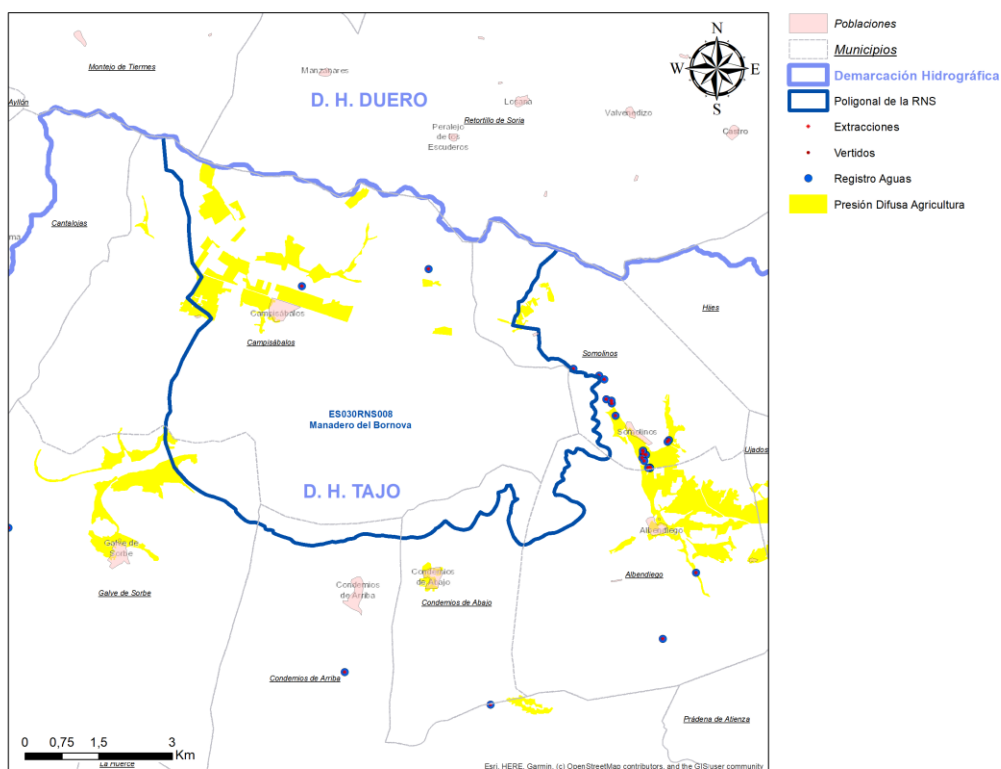 Montejo de Tiermes
Manzanares
N
W
E
S
D. H. DUERO
Ayllón
Losana
Retortillo de Soria
Valvenedizo
Castro
Peralejo
de los
Escuderos
Cantalojas
ma
Campisábalos
Campisábalos
Hijes
Somolinos
ES030RNS008
Manadero del Bornova
Somolinos
Ujados
D. H. TAJO
Galve de
Sorbe
Albendiego
Condemios
de Arriba
Condemios
de Abajo
Albendiego
Galve de Sorbe
Condemios de Abajo
Condemios de Arriba
Prádena de Atienza
0 0,75 1,5 3
Km
La Huerce
Esri, HERE, Garmin, (c) OpenStreetMap contributors, and the GIS user community
Poblaciones
Municipios
Demarcación Hidrográfica
Poligonal de la RNS
Extracciones
Vertidos
Registro Aguas
Presión Difusa Agricultura